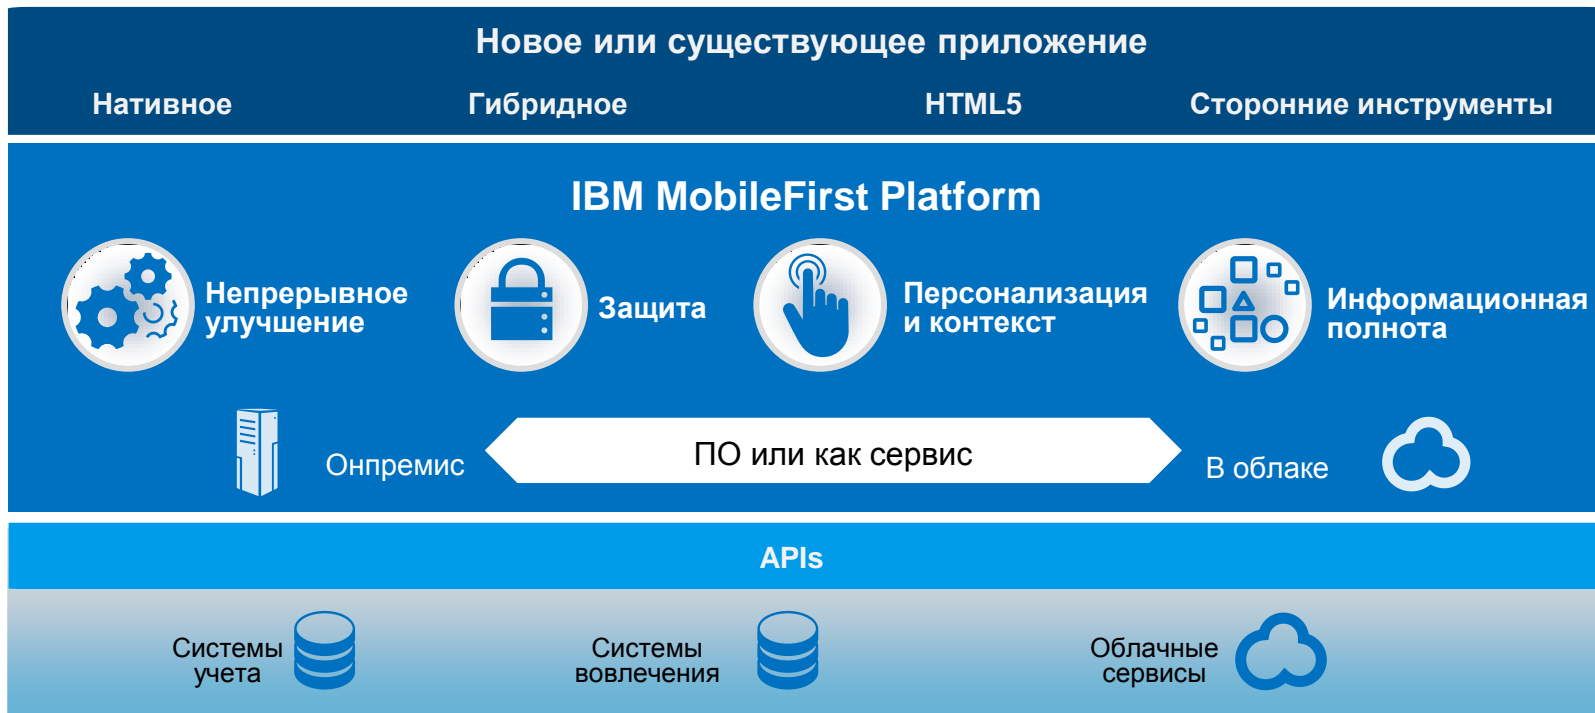 Новое или существующее приложение
Нативное Гибридное HTML5 Сторонние инструменты
IBM MobileFirst Platform
Непрерывное
улучшение
Защита
Персонализация
и контекст
Информационная
полнота
Онпремис
ПО или как сервис
В облаке
APIs
Системы
учета
Системы
вовлечения
Облачные
сервисы